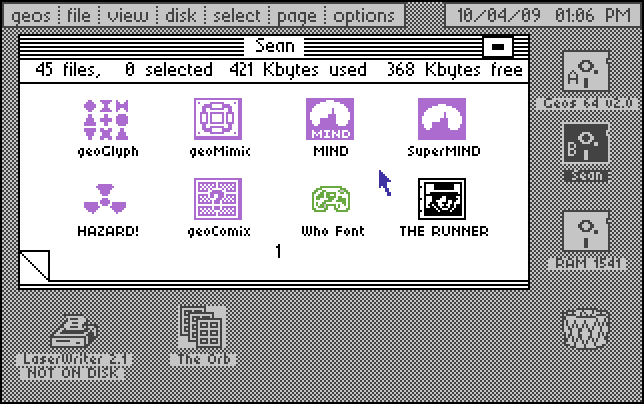 geos file view disk select page options 10/04/09 01:06 PM
Sean
45 files, 0 selected 421 Kbytes used 368 Kbytes free
geoGlyph geoMimic MIND SuperMIND
MIND
HAZARD! geoComix Who Font THE RUNNER
?
1
A
Geos 64 v2.0
B
Sean
RAM 1541
LaserWriter 2.1
NOT ON DISK
The Orb